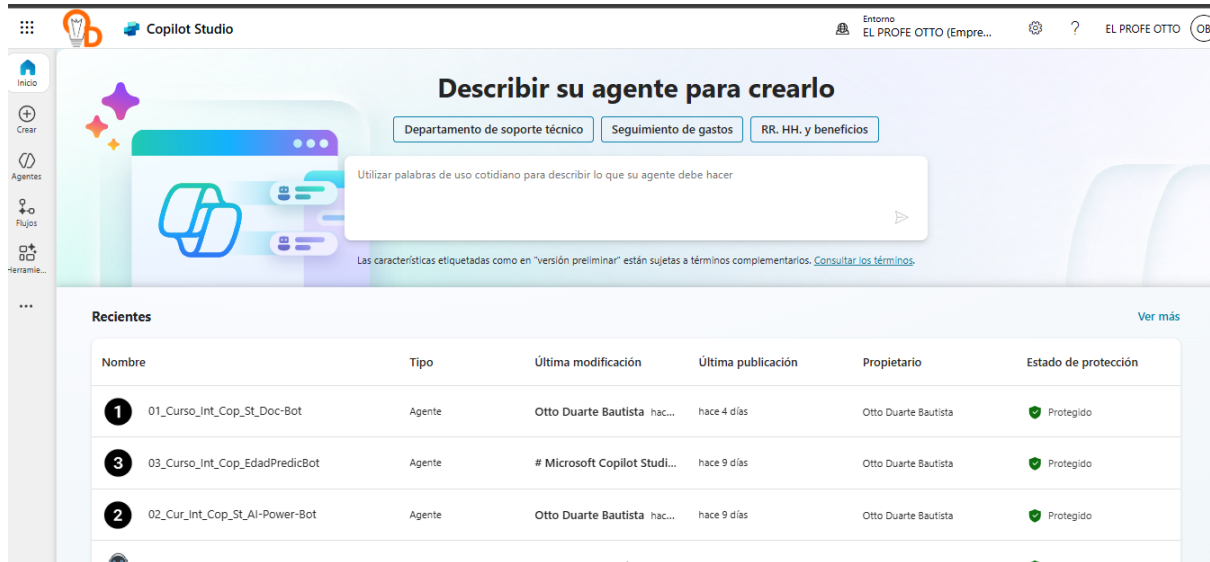 Copilot Studio
Entorno
EL PROFE OTTO (Empre...
?
EL PROFE OTTO
OB
Inicio
Crear
Agentes
Flujos
Herramie...
Describir su agente para crearlo
Departamento de soporte técnico
Seguimiento de gastos
RR. HH. y beneficios
Utilizar palabras de uso cotidiano para describir lo que su agente debe hacer
Las características etiquetadas como en "versión preliminar" están sujetas a términos complementarios. Consultar los términos.
Recientes
Ver más
Nombre Tipo Última modificación Última publicación Propietario Estado de protección
1 01_Curso_Int_Cop_St_Doc-Bot Agente Otto Duarte Bautista hac... hace 4 días Otto Duarte Bautista Protegido
3 03_Curso_Int_Cop_EdadPredicBot Agente # Microsoft Copilot Studi... hace 9 días Otto Duarte Bautista Protegido
2 02_Cur_Int_Cop_St_AI-Power-Bot Agente Otto Duarte Bautista hac... hace 9 días Otto Duarte Bautista Protegido